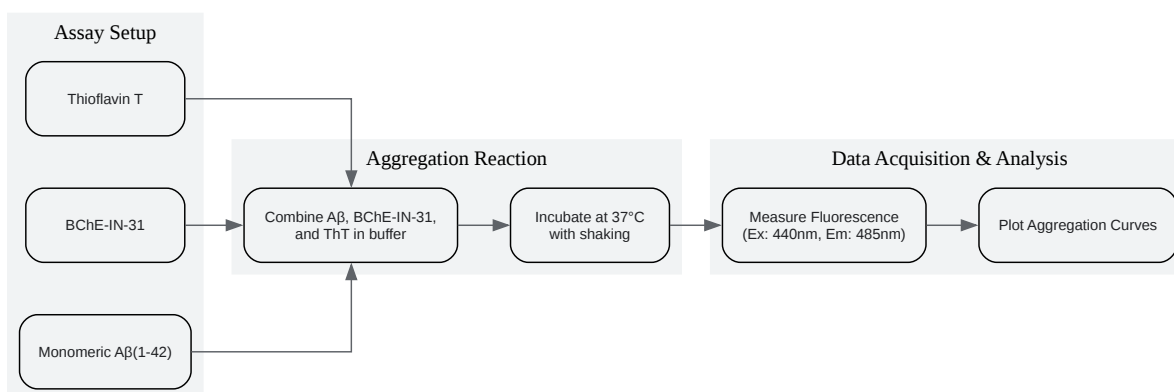 Assay Setup
Thioflavin T
BChE-IN-31
Monomeric Aβ(1-42)
Aggregation Reaction
Combine Aβ, BChE-IN-31,
and ThT in buffer
Incubate at 37°C
with shaking
Data Acquisition & Analysis
Measure Fluorescence
(Ex: 440nm, Em: 485nm)
Plot Aggregation Curves